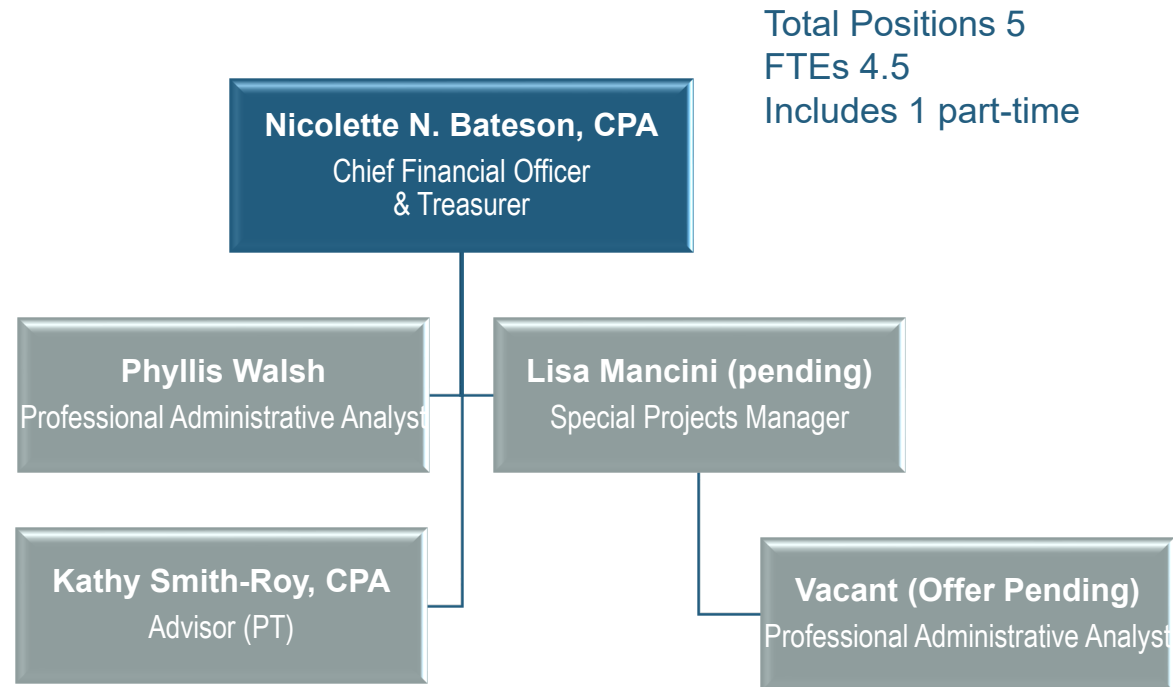 Total Positions 5
FTEs 4.5
Includes 1 part-time
Nicolette N. Bateson, CPA
Chief Financial Officer
& Treasurer
Phyllis Walsh
Professional Administrative Analyst
Lisa Mancini (pending)
Special Projects Manager
Kathy Smith-Roy, CPA
Advisor (PT)
Vacant (Offer Pending)
Professional Administrative Analyst